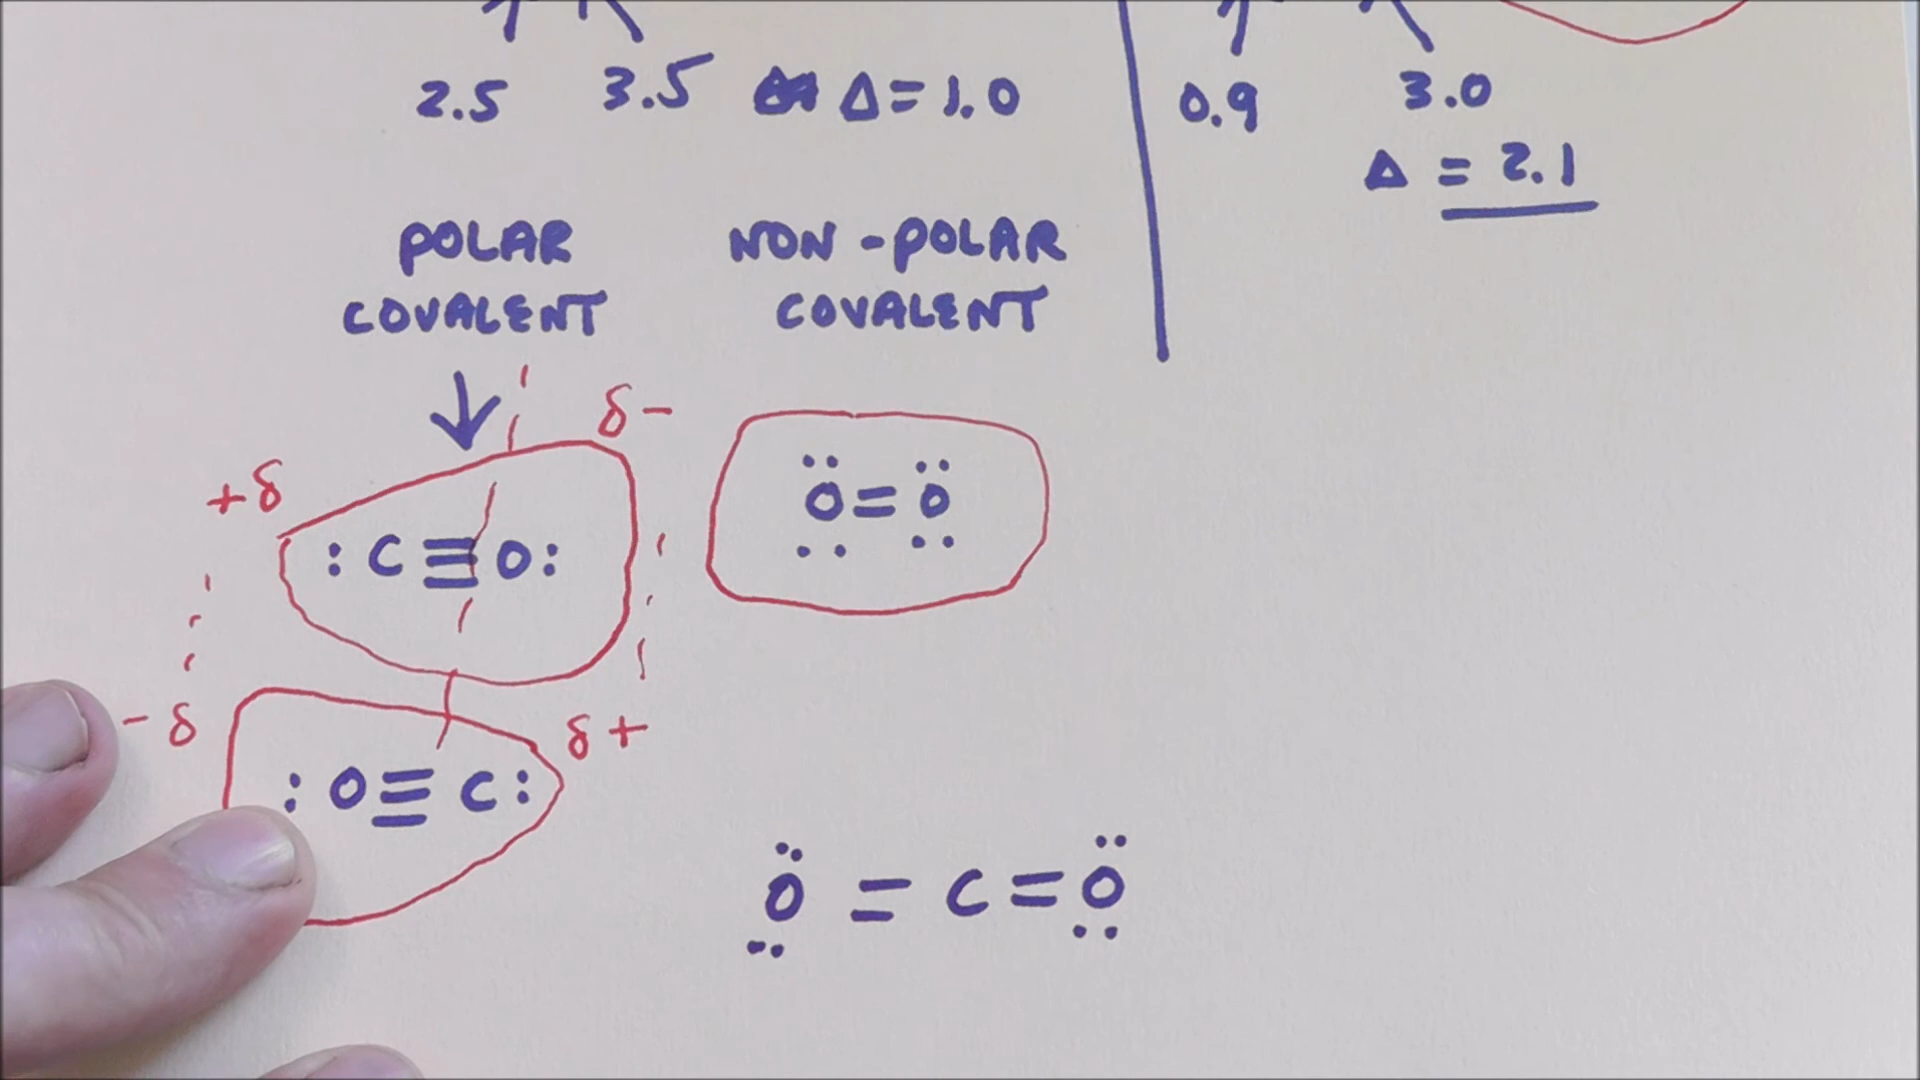 2.5 3.5 Δ = 1.0
0.9 3.0
Δ = 2.1
POLAR
COVALENT
NON-POLAR
COVALENT
δ-
+δ
:C≡O:
Ö=Ö
-δ
δ+
:O≡C:
Ö=C=Ö